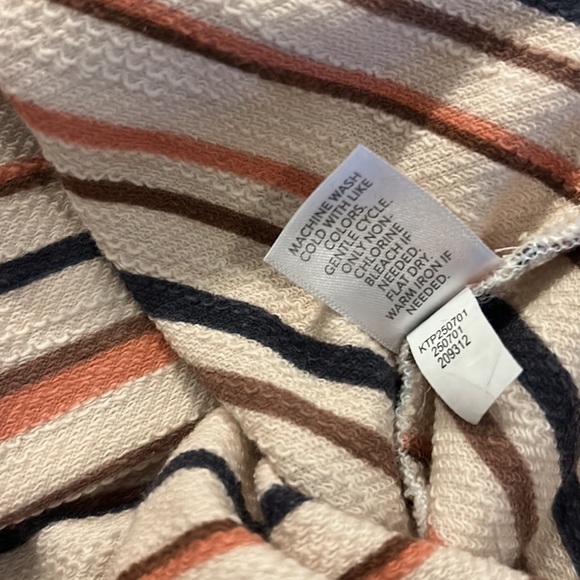 MACHINE WASH
COLD WITH LIKE
COLORS.
GENTLE CYCLE.
ONLY NON-
CHLORINE
BLEACH IF
NEEDED.
FLAT DRY.
WARM IRON IF
NEEDED.
KTP250701
250701
209312